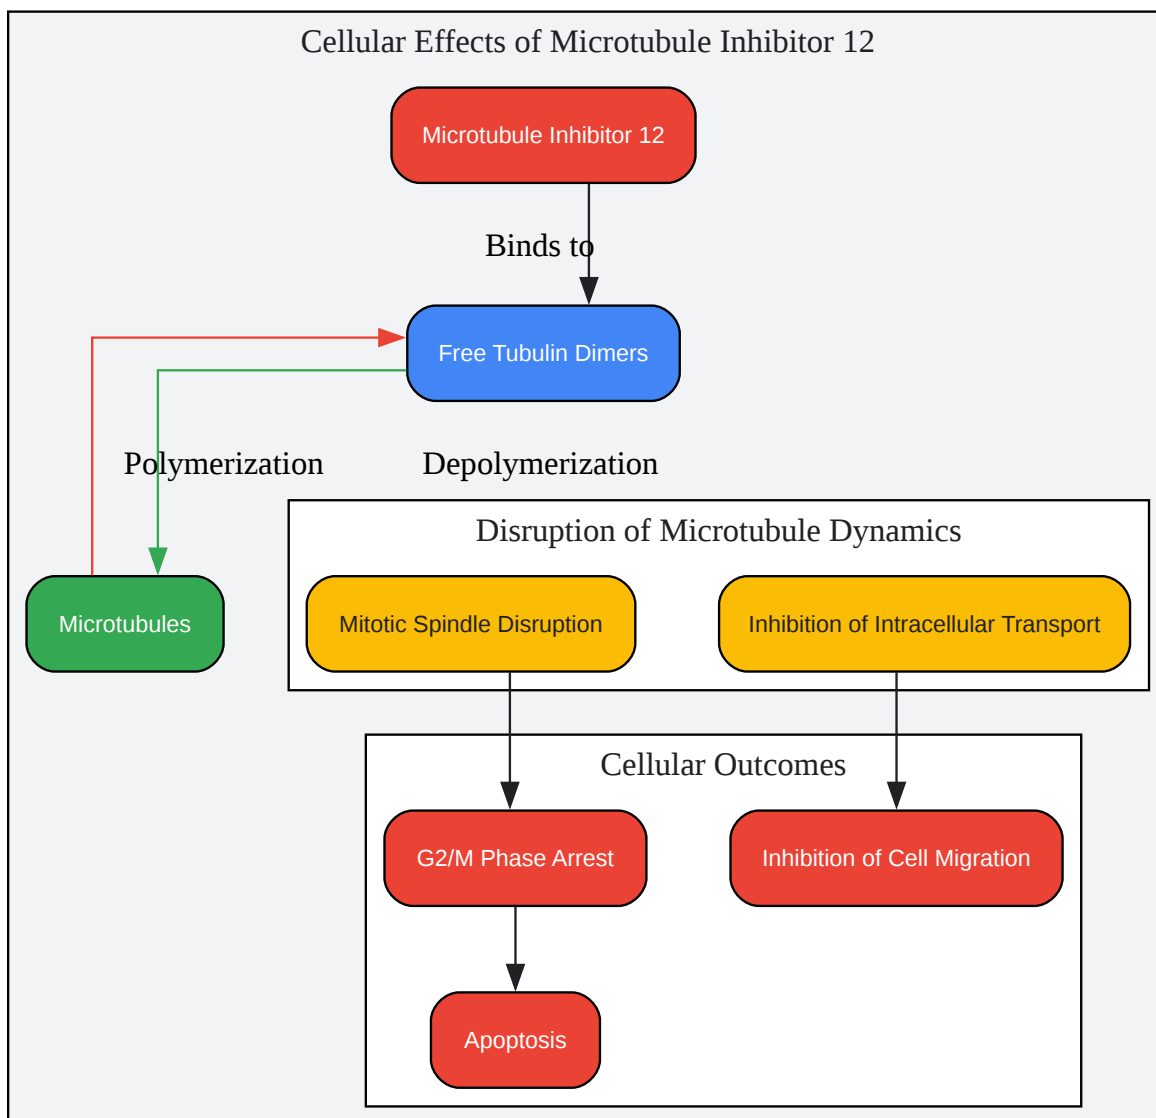 Cellular Effects of Microtubule Inhibitor 12
Microtubule Inhibitor 12
Binds to
Free Tubulin Dimers
Polymerization
Depolymerization
Disruption of Microtubule Dynamics
Microtubules
Mitotic Spindle Disruption
Inhibition of Intracellular Transport
Cellular Outcomes
G2/M Phase Arrest
Inhibition of Cell Migration
Apoptosis